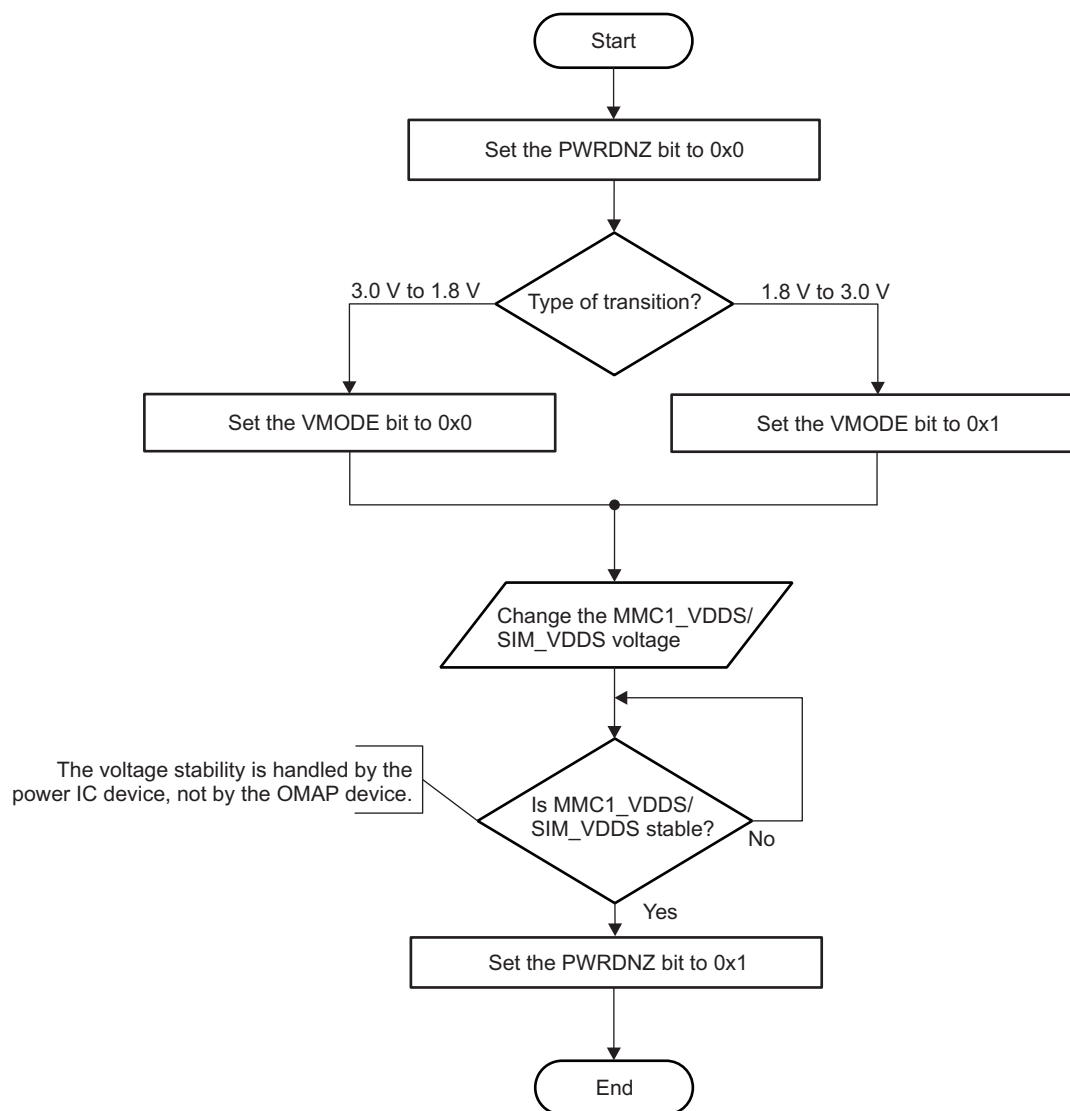 Start
Set the PWRDNZ bit to 0x0
3.0 V to 1.8 V
Type of transition?
1.8 V to 3.0 V
Set the VMODE bit to 0x0
Set the VMODE bit to 0x1
Change the MMC1_VDDS/
SIM_VDDS voltage
The voltage stability is handled by the
power IC device, not by the OMAP device.
Is MMC1_VDDS/
SIM_VDDS stable?
No
Yes
Set the PWRDNZ bit to 0x1
End